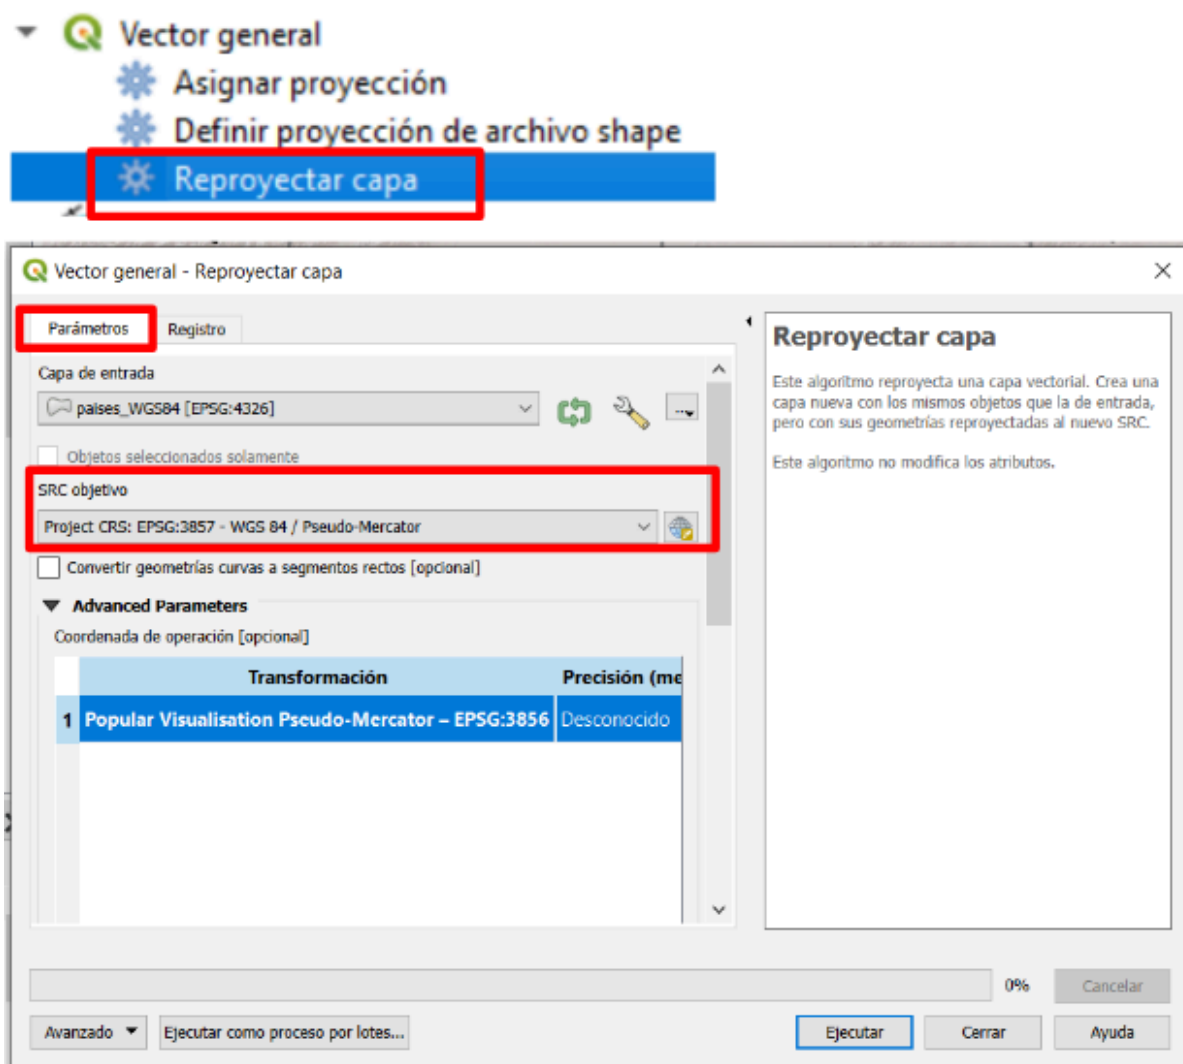 Vector general
Asignar proyección
Definir proyección de archivo shape
Reproyectar capa
Vector general - Reproyectar capa
Parámetros
Registro
Capa de entrada
paises_WGS84 [EPSG:4326]
...
Objetos seleccionados solamente
SRC objetivo
Project CRS: EPSG:3857 - WGS 84 / Pseudo-Mercator
Convertir geometrías curvas a segmentos rectos [opcional]
Advanced Parameters
Coordenada de operación [opcional]
Transformación
Precisión (me
1 Popular Visualisation Pseudo-Mercator – EPSG:3856
Desconocido
Reproyectar capa
Este algoritmo reproyecta una capa vectorial. Crea una
capa nueva con los mismos objetos que la de entrada,
pero con sus geometrías reproyectadas al nuevo SRC.
Este algoritmo no modifica los atributos.
0%
Cancelar
Avanzado
Ejecutar como proceso por lotes...
Ejecutar
Cerrar
Ayuda